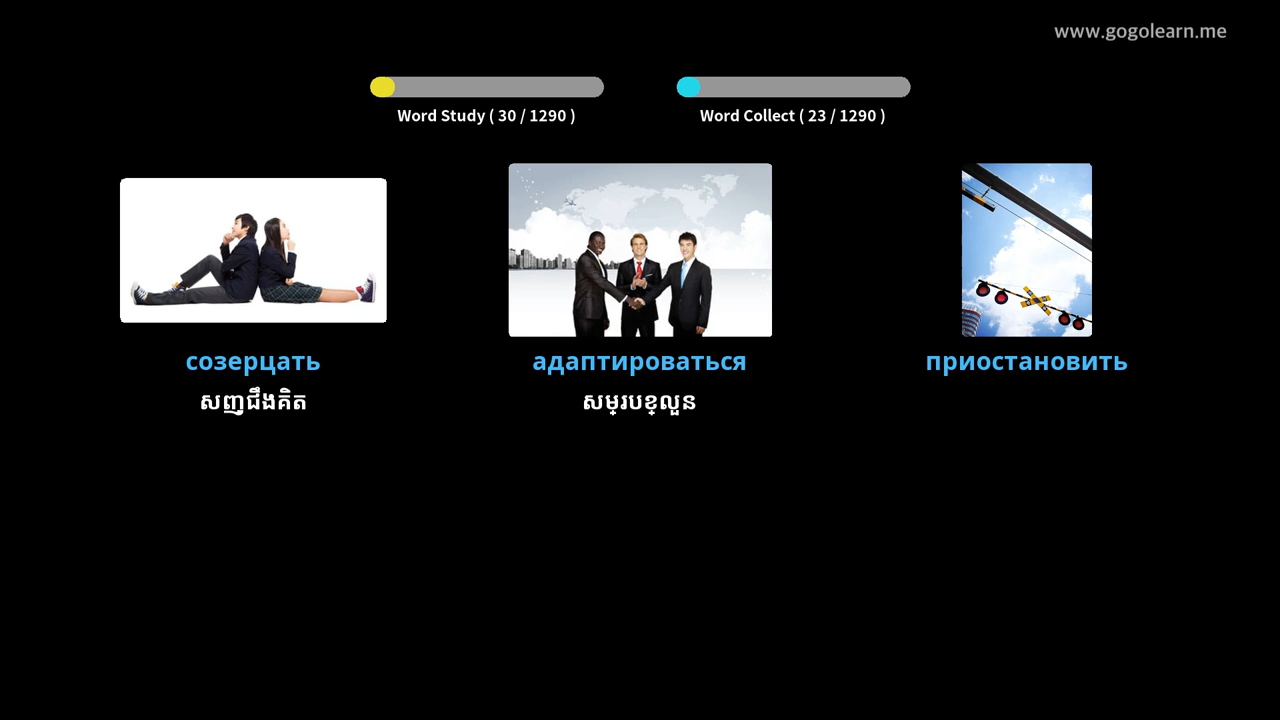 www.gogolearn.me
Word Study ( 30 / 1290 )
Word Collect ( 23 / 1290 )
созерцать
адаптироваться
приостановить
សញ្ជឹងគិត
សម្របខ្លួន